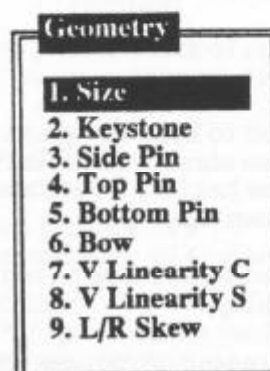 Geometry
1. Size
2. Keystone
3. Side Pin
4. Top Pin
5. Bottom Pin
6. Bow
7. V Linearity C
8. V Linearity S
9. L/R Skew